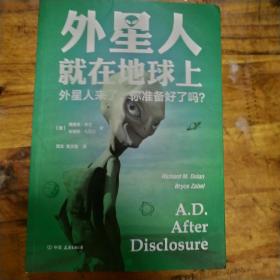 外星人
就在地球上
外星人来了 你准备好了吗?
Richard M. Dolan
Bryce Zabel
A.D.
After
Disclosure